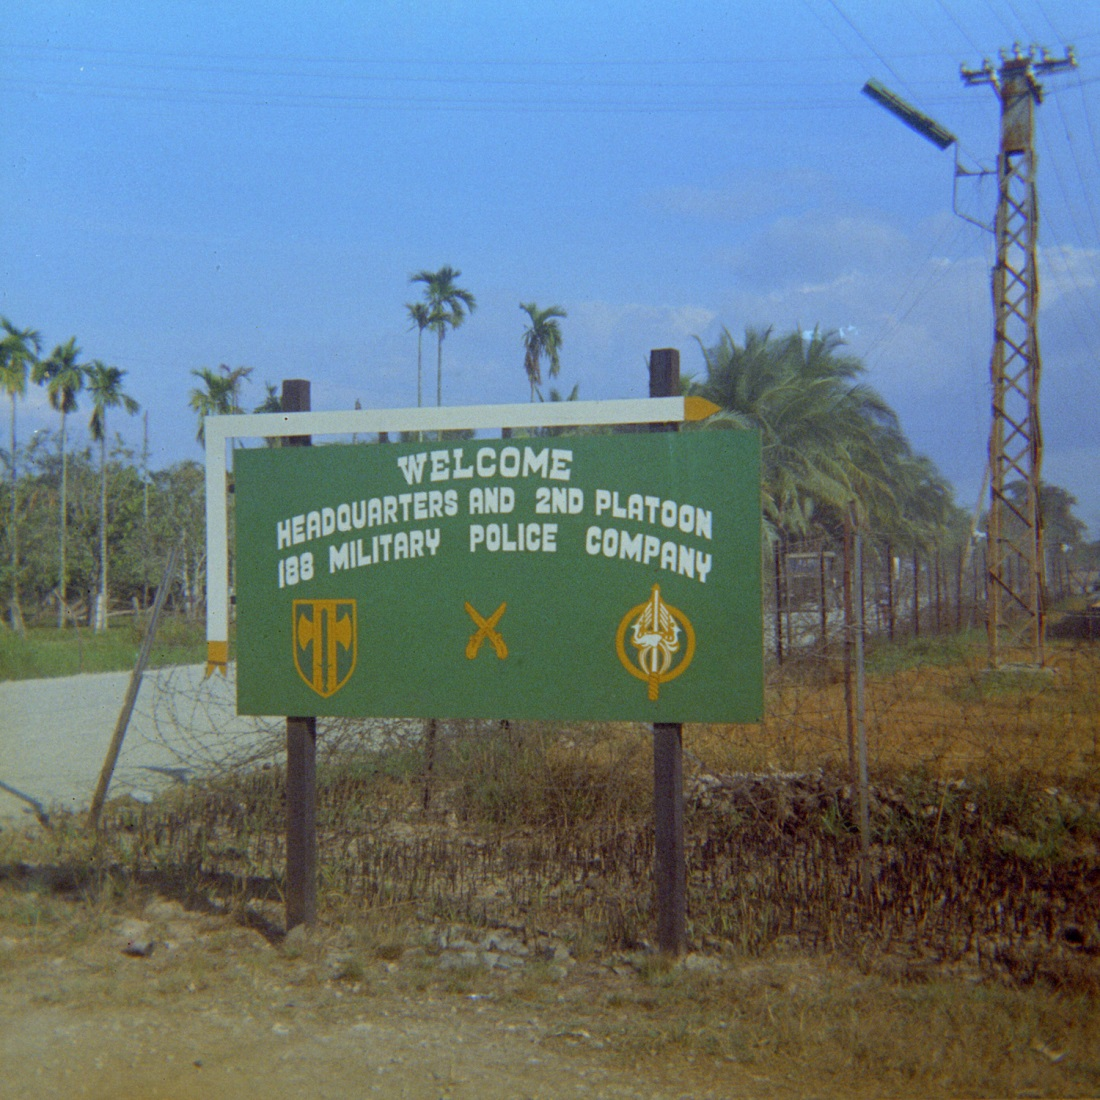 WELCOME
HEADQUARTERS AND 2ND PLATOON
188 MILITARY POLICE COMPANY